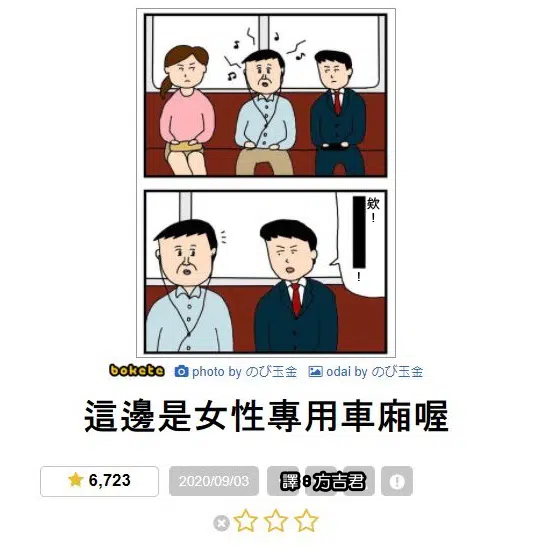 欸！
！
bokete photo by のび玉金 odai by のび玉金
這邊是女性專用車廂喔
6,723
2020/09/03
譯 方吉君